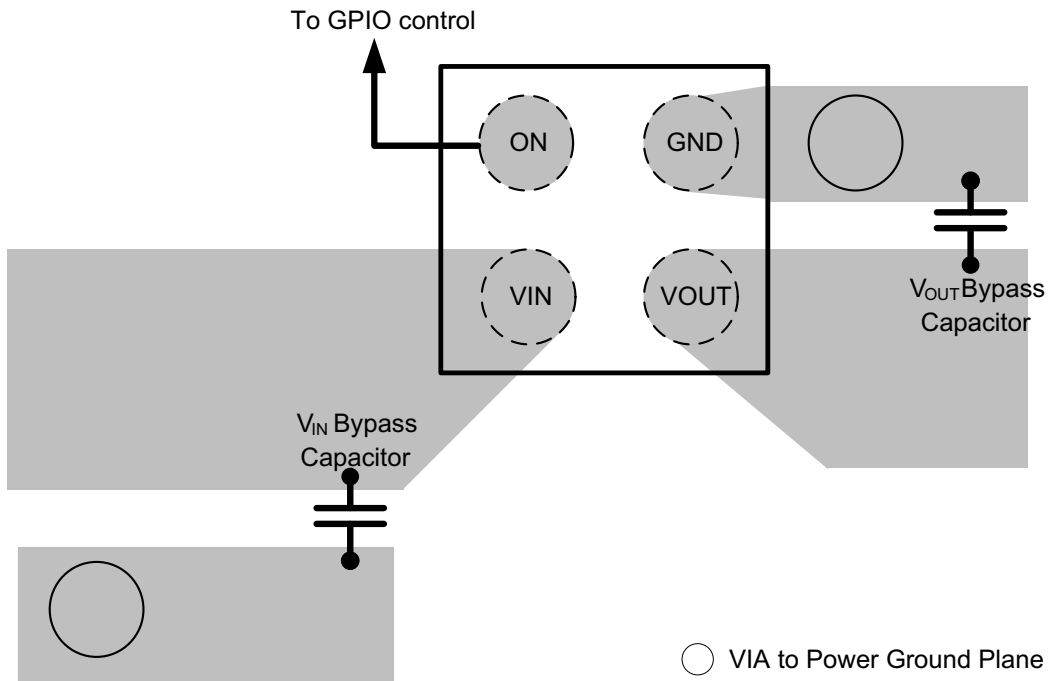 To GPIO control
ON
GND
VIN
VOUT
VOUT Bypass
Capacitor
VIN Bypass
Capacitor
VIA to Power Ground Plane